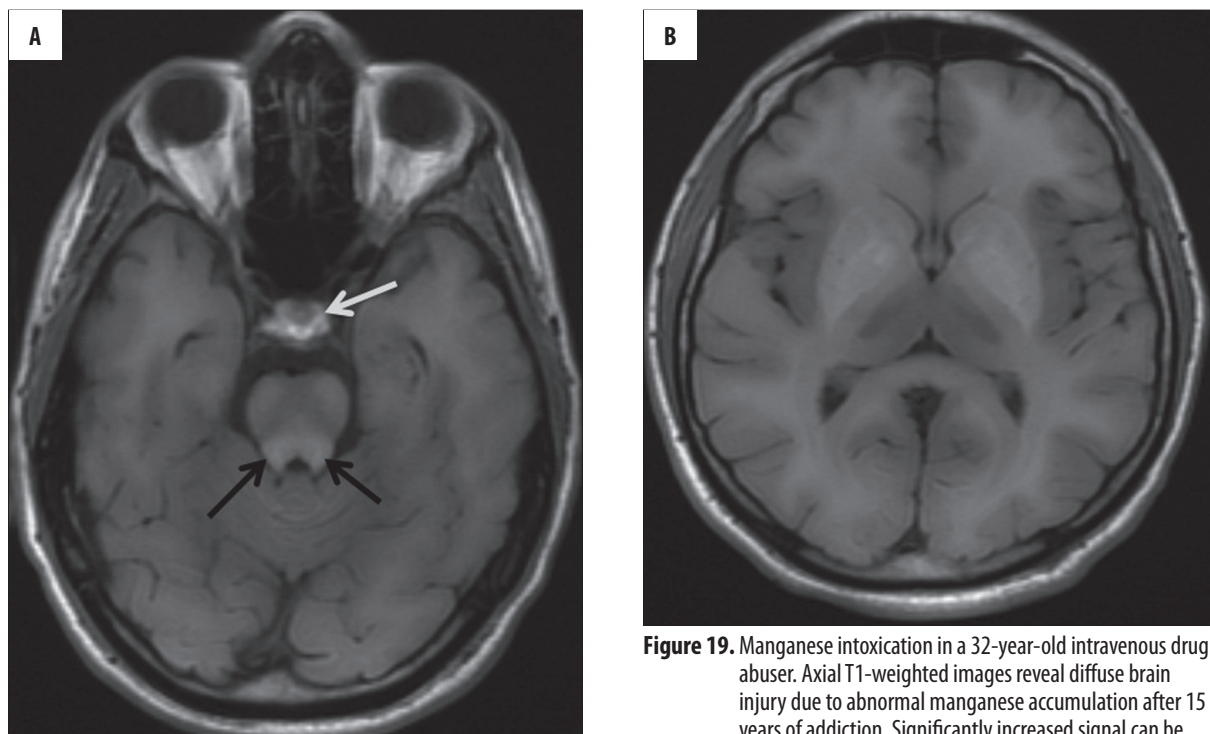 A
B
Figure 19. Manganese intoxication in a 32-year-old intravenous drug
abuser. Axial T1-weighted images reveal diffuse brain
injury due to abnormal manganese accumulation after 15
years of addiction. Significantly increased signal can be